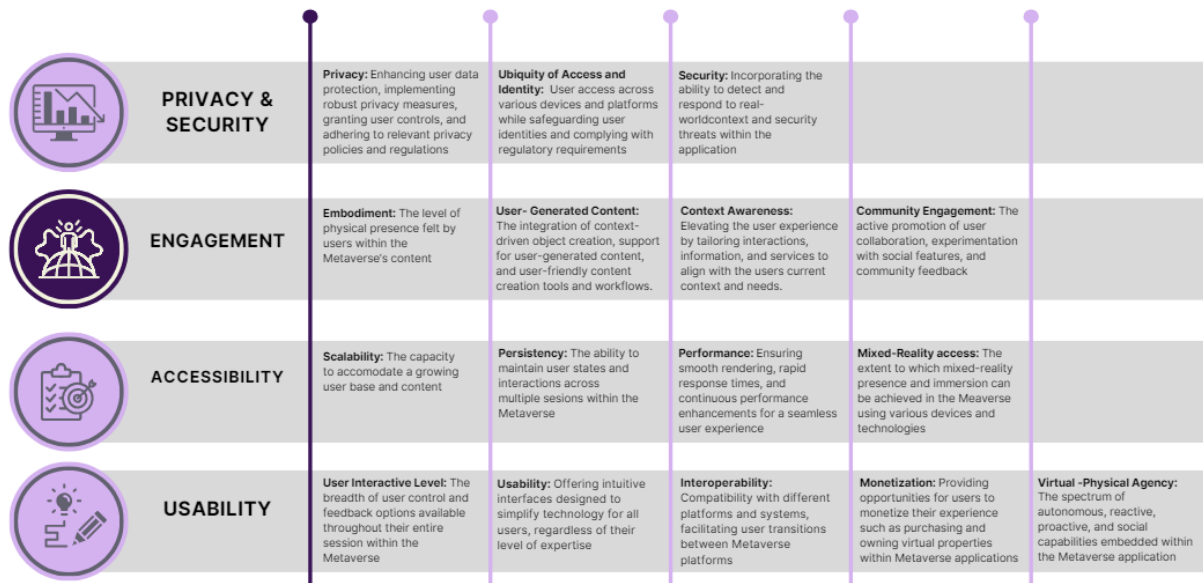 PRIVACY &
SECURITY
Privacy: Enhancing user data
protection, implementing
robust privacy measures,
granting user controls, and
adhering to relevant privacy
policies and regulations
Ubiquity of Access and
Identity: User access across
various devices and platforms
while safeguarding user
identities and complying with
regulatory requirements
Security: Incorporating the
ability to detect and
respond to real-
worldcontext and security
threats within the
application
ENGAGEMENT
Embodiment: The level of
physical presence felt by
users within the
Metaverse's content
User- Generated Content:
The integration of context-
driven object creation, support
for user-generated content,
and user-friendly content
creation tools and workflows.
Context Awareness:
Elevating the user experience
by tailoring interactions,
information, and services to
align with the users current
context and needs.
Community Engagement: The
active promotion of user
collaboration, experimentation
with social features, and
community feedback
ACCESSIBILITY
Scalability: The capacity
to accomodate a growing
user base and content
Persistency: The ability to
maintain user states and
interactions across
multiple sesions within the
Metaverse
Performance: Ensuring
smooth rendering, rapid
response times, and
continuous performance
enhancements for a seamless
user experience
Mixed-Reality access: The
extent to which mixed-reality
presence and immersion can
be achieved in the Meaverse
using various devices and
technologies
USABILITY
User Interactive Level: The
breadth of user control and
feedback options available
throughout their entire
session within the
Metaverse
Usability: Offering intuitive
interfaces designed to
simplify technology for all
users, regardless of their
level of expertise
Interoperability:
Compatibility with different
platforms and systems,
facilitating user transitions
between Metaverse
platforms
Monetization: Providing
opportunities for users to
monetize their experience
such as purchasing and
owning virtual properties
within Metaverse applications
Virtual -Physical Agency:
The spectrum of
autonomous, reactive,
proactive, and social
capabilities embedded within
the Metaverse application